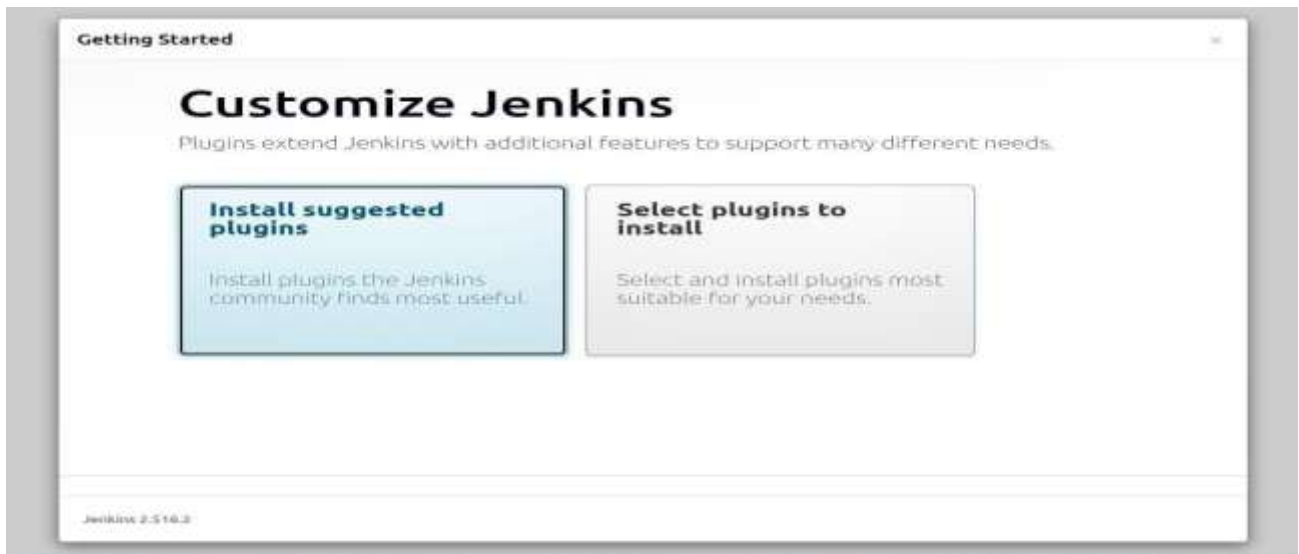 Getting Started
Customize Jenkins
Plugins extend Jenkins with additional features to support many different needs.
Install suggested
plugins
Install plugins the Jenkins
community finds most useful.
Select plugins to
install
Select and install plugins most
suitable for your needs.
Jenkins 2.516.2